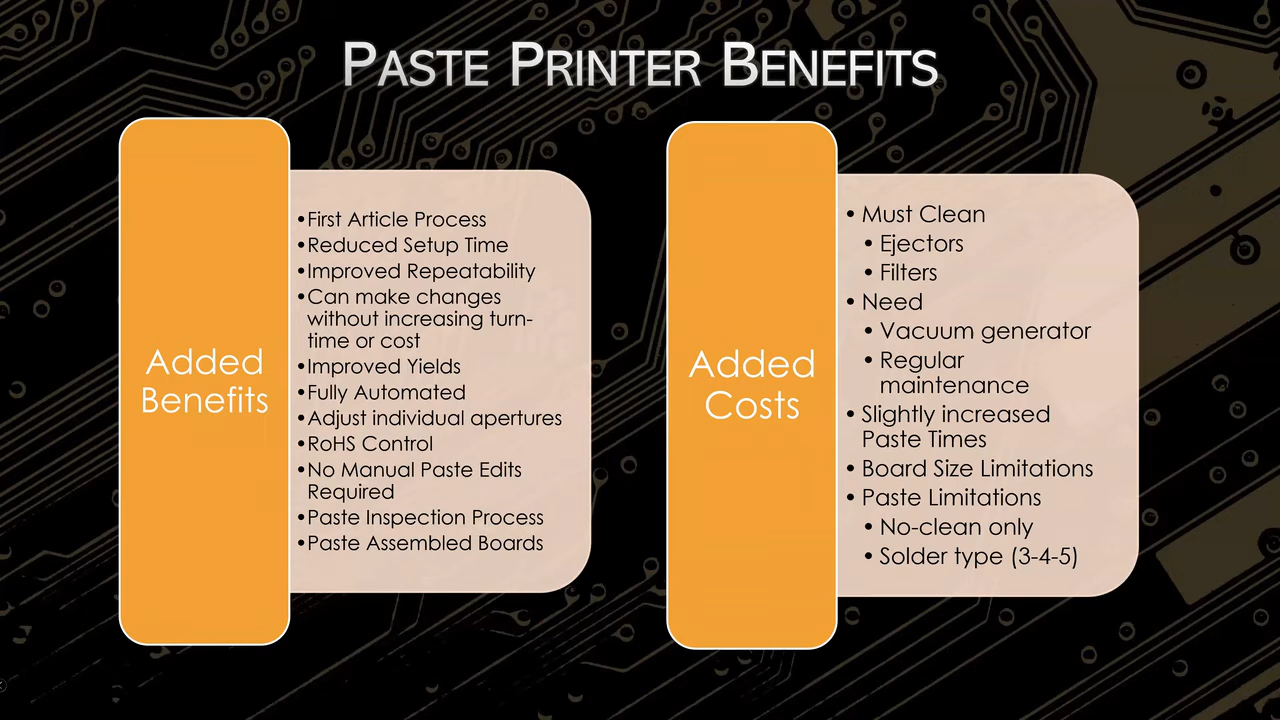 PASTE PRINTER BENEFITS
Added
Benefits
•First Article Process
•Reduced Setup Time
•Improved Repeatability
•Can make changes
without increasing turn-
time or cost
•Improved Yields
•Fully Automated
•Adjust individual apertures
•RoHS Control
•No Manual Paste Edits
Required
•Paste Inspection Process
•Paste Assembled Boards
Added
Costs
• Must Clean
• Ejectors
• Filters
• Need
• Vacuum generator
• Regular
maintenance
• Slightly increased
Paste Times
• Board Size Limitations
• Paste Limitations
• No-clean only
• Solder type (3-4-5)